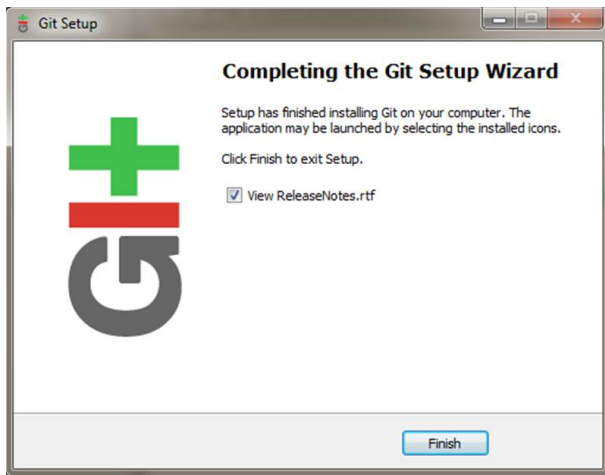 Git Setup
Completing the Git Setup Wizard
Setup has finished installing Git on your computer. The
application may be launched by selecting the installed icons.
Click Finish to exit Setup.
View ReleaseNotes.rtf
GIt
Finish